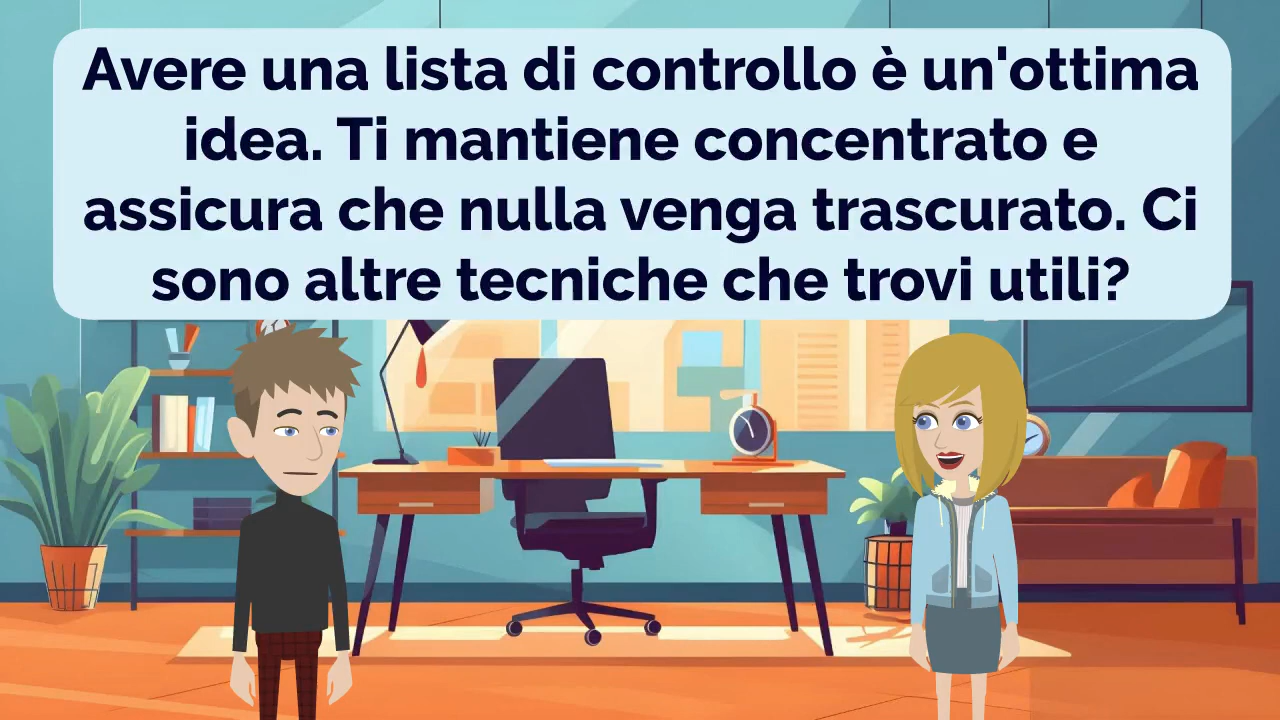 Avere una lista di controllo è un'ottima
idea. Ti mantiene concentrato e
assicura che nulla venga trascurato. Ci
sono altre tecniche che trovi utili?